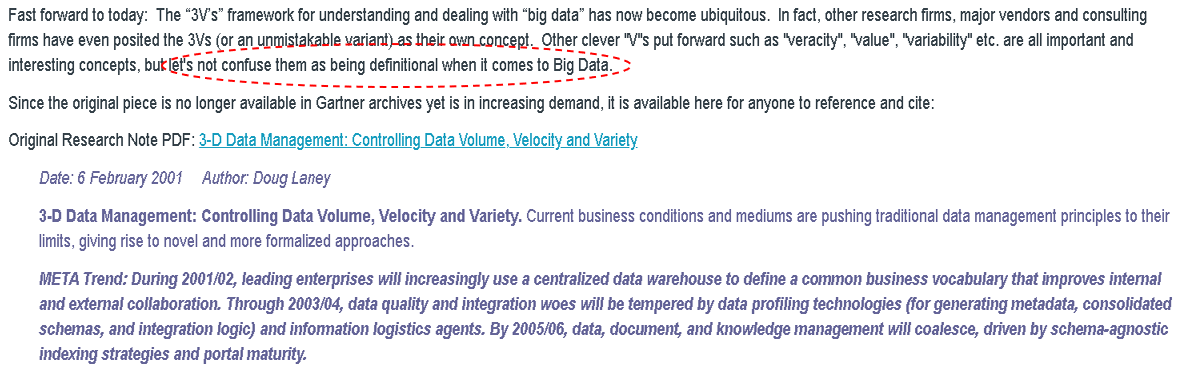 Fast forward to today:  The “3V’s” framework for understanding and dealing with “big data” has now become ubiquitous.  In fact, other research firms, major vendors and consulting
firms have even posited the 3Vs (or an unmistakable variant) as their own concept.  Other clever "V"s put forward such as "veracity", "value", "variability" etc. are all important and
interesting concepts, but let's not confuse them as being definitional when it comes to Big Data.
Since the original piece is no longer available in Gartner archives yet is in increasing demand, it is available here for anyone to reference and cite:
Original Research Note PDF: 3-D Data Management: Controlling Data Volume, Velocity and Variety
Date: 6 February 2001     Author: Doug Laney
3-D Data Management: Controlling Data Volume, Velocity and Variety. Current business conditions and mediums are pushing traditional data management principles to their
limits, giving rise to novel and more formalized approaches.
META Trend: During 2001/02, leading enterprises will increasingly use a centralized data warehouse to define a common business vocabulary that improves internal
and external collaboration. Through 2003/04, data quality and integration woes will be tempered by data profiling technologies (for generating metadata, consolidated
schemas, and integration logic) and information logistics agents. By 2005/06, data, document, and knowledge management will coalesce, driven by schema-agnostic
indexing strategies and portal maturity.